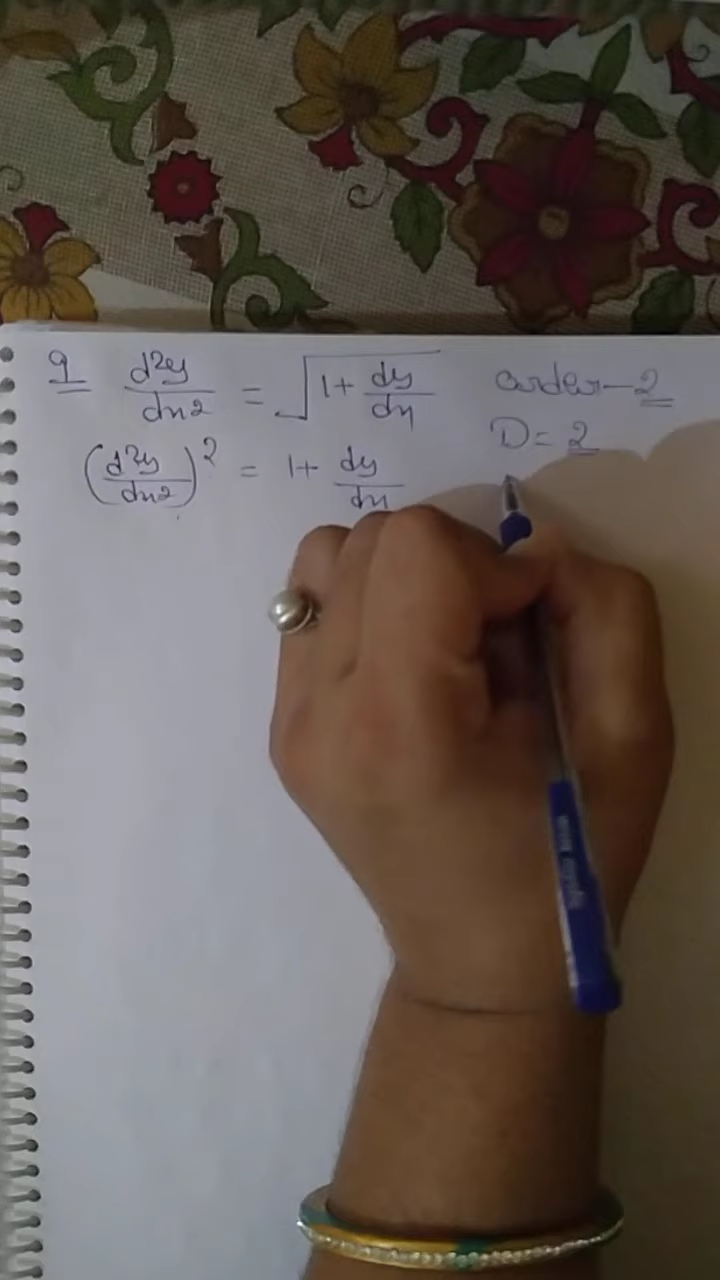 9 d²y/dx² = √(1 + dy/dx) order - 2
D = 2
(d²y/dx²)² = 1 + dy/dx